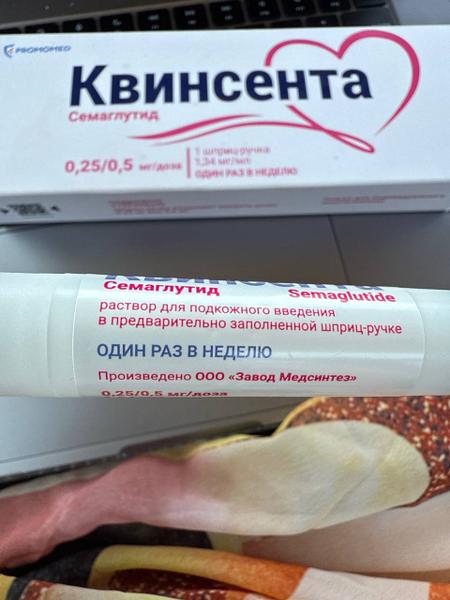 PROMOMED
Квинсента
Семаглутид
0,25/0,5 мг/доза
1 шприц-ручка
1,34 мг/мл
ОДИН РАЗ В НЕДЕЛЮ
Квинсента
Семаглутид Semaglutide
раствор для подкожного введения
в предварительно заполненной шприц-ручке
ОДИН РАЗ В НЕДЕЛЮ
Произведено ООО «Завод Медсинтез»
0,25/0,5 мг/доза